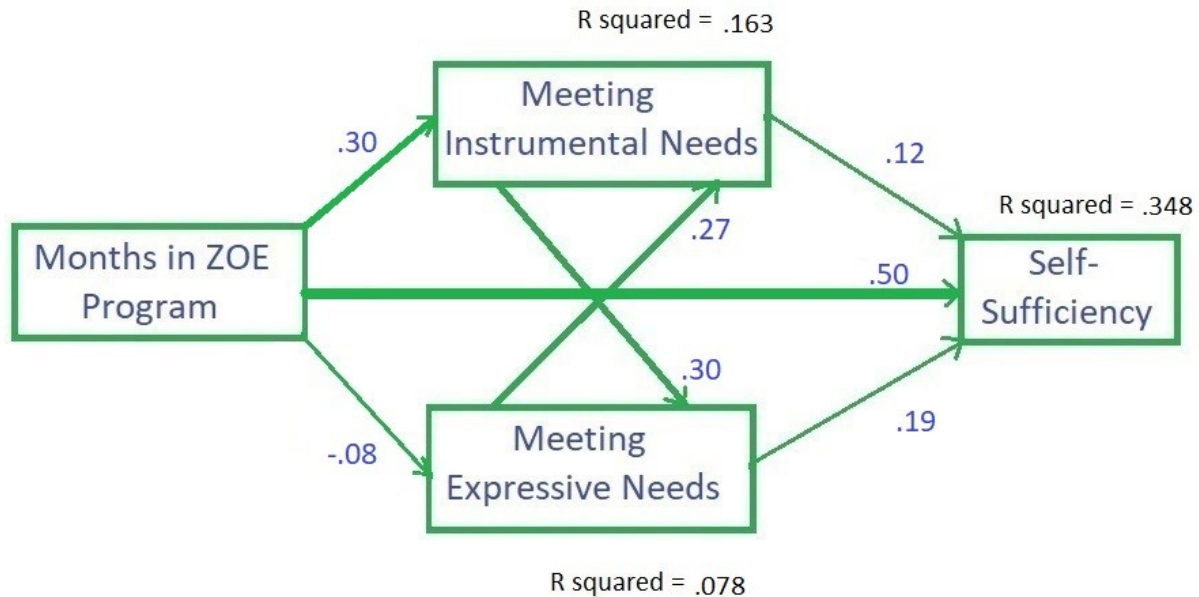 R squared = .163
Meeting
Instrumental Needs
.30
.12
R squared = .348
.27
Months in ZOE
Program
.50
Self-
Sufficiency
.30
-.08
.19
Meeting
Expressive Needs
R squared = .078